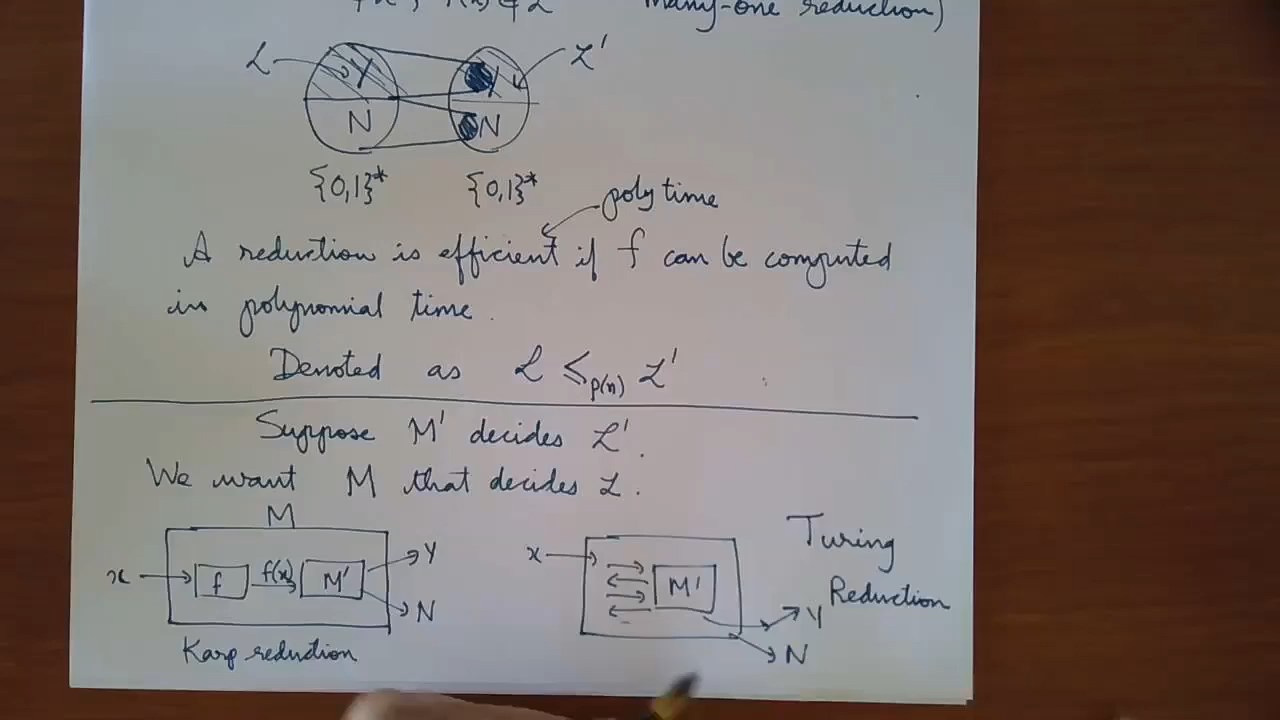 many-one reduction)
L Y Y L'
N N
{0,1}* {0,1}*
poly time
A reduction is efficient if f can be computed
in polynomial time.
Denoted as L ≤p(n) L'
Suppose M' decides L'.
We want M that decides L.
M
x f f(x) M' Y N
Karp reduction
x M' Y N
Turing
Reduction